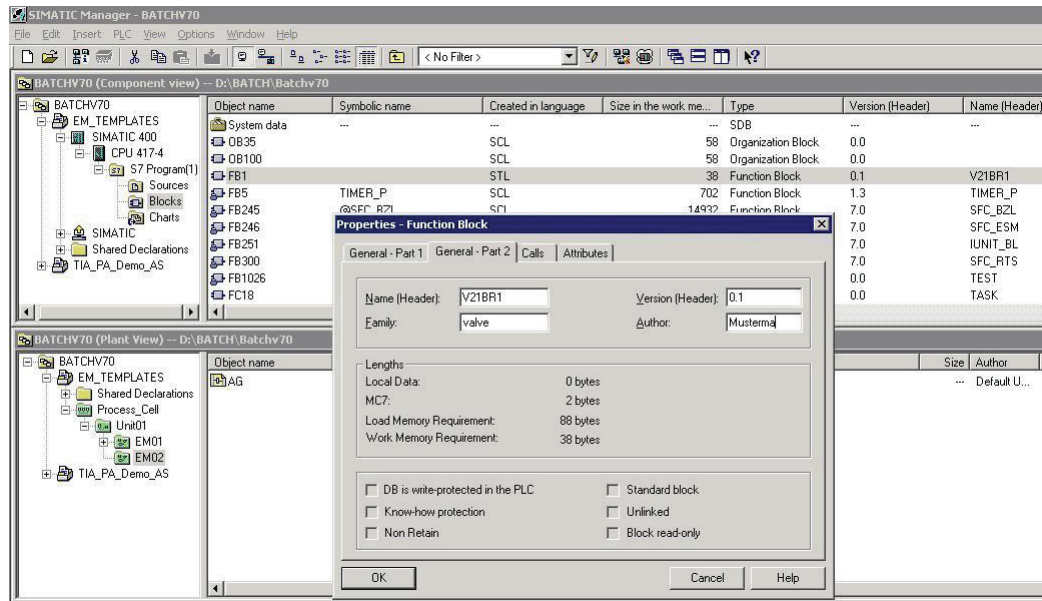 SIMATIC Manager - BATCHV70
File Edit Insert PLC View Options Window Help
< No Filter >
BATCHV70 (Component view) -- D:\BATCH\Batchv70
BATCHV70
EM_TEMPLATES
SIMATIC 400
CPU 417-4
S7 Program(1)
Sources
Blocks
Charts
SIMATIC
Shared Declarations
TIA_PA_Demo_AS
Object name Symbolic name Created in language Size in the work me... Type Version (Header) Name (Header)
System data --- --- --- SDB --- ---
OB35 SCL 58 Organization Block 0.0
OB100 SCL 58 Organization Block 0.0
FB1 STL 38 Function Block 0.1 V21BR1
FB5 TIMER_P SCL 702 Function Block 1.3 TIMER_P
FB245 @SFC_BZL SCL 14932 Function Block 7.0 SFC_BZL
FB246 7.0 SFC_ESM
FB251 7.0 IUNIT_BL
FB300 7.0 SFC_RTS
FB1026 0.0 TEST
FC18 0.0 TASK
Properties - Function Block
General - Part 1 General - Part 2 Calls Attributes
Name (Header): V21BR1 Version (Header): 0.1
Family: valve Author: Musterma
Lengths
Local Data: 0 bytes
MC7: 2 bytes
Load Memory Requirement: 88 bytes
Work Memory Requirement: 38 bytes
DB is write-protected in the PLC Standard block
Know-how protection Unlinked
Non Retain Block read-only
OK Cancel Help
BATCHV70 (Plant View) -- D:\BATCH\Batchv70
BATCHV70
EM_TEMPLATES
Shared Declarations
Process_Cell
Unit01
EM01
EM02
TIA_PA_Demo_AS
Object name Size Author
AG --- Default U...